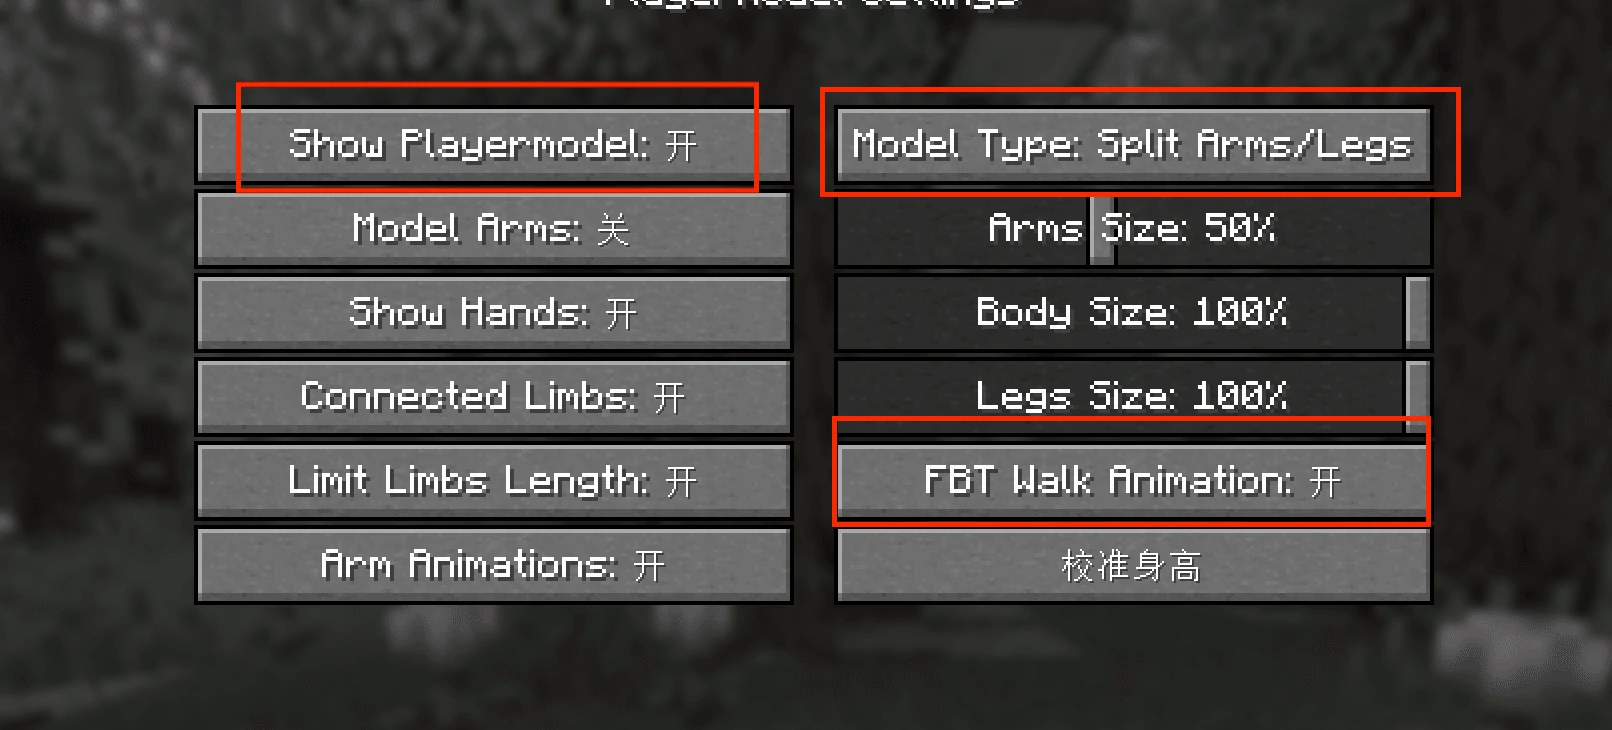 Show Playermodel: 开
Model Type: Split Arms/Legs
Model Arms: 关
Arms Size: 50%
Show Hands: 开
Body Size: 100%
Connected Limbs: 开
Legs Size: 100%
Limit Limbs Length: 开
FBT Walk Animation: 开
Arm Animations: 开
校准身高